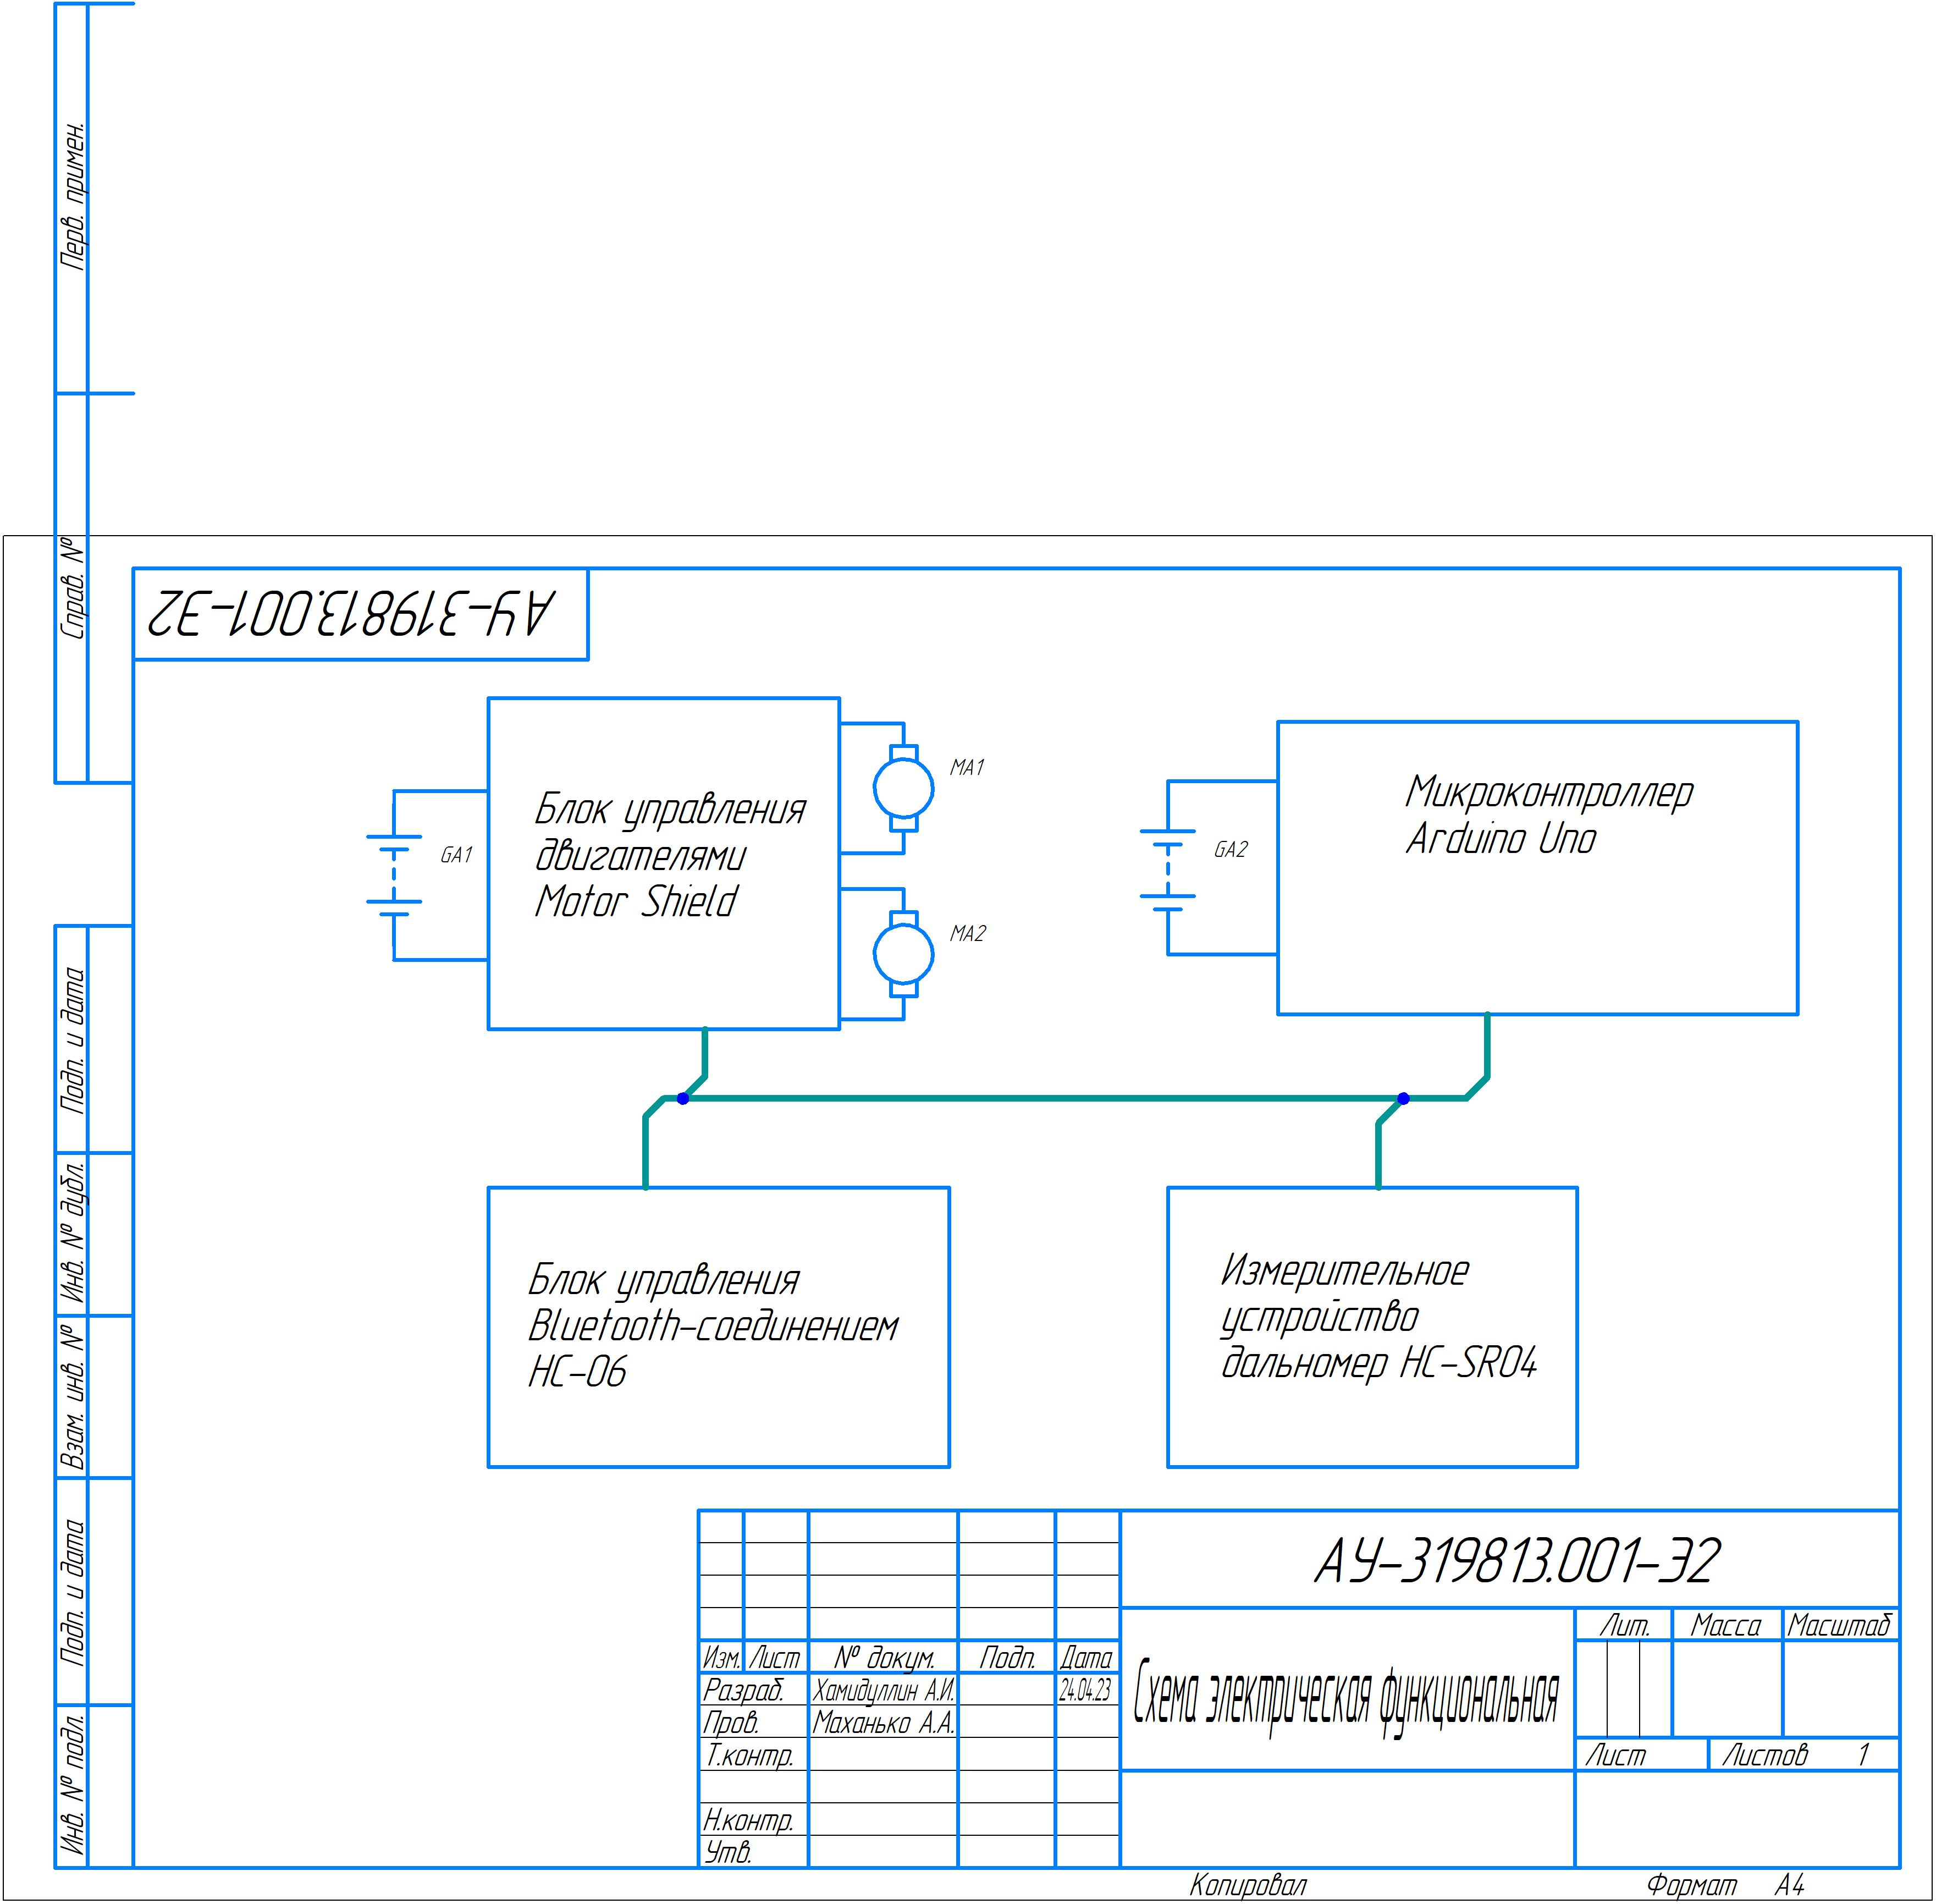 Перв. примен.
Справ. №
АУ-319813.001-Э2
Блок управления
двигателями
Motor Shield
GA1
MA1
MA2
GA2
Микроконтроллер
Arduino Uno
Блок управления
Bluetooth-соединением
HC-06
Измерительное
устройство
дальномер HC-SR04
Подп. и дата
Инв. № дубл.
Взам. инв. №
Подп. и дата
Инв. № подл.
АУ-319813.001-Э2
Изм. Лист № докум. Подп. Дата
Разраб. Хамидуллин А.И. 24.04.23
Пров. Маханько А.А.
Т.контр.
Н.контр.
Утв.
Схема электрическая функциональная
Лит. Масса Масштаб
Лист Листов 1
Копировал Формат А4